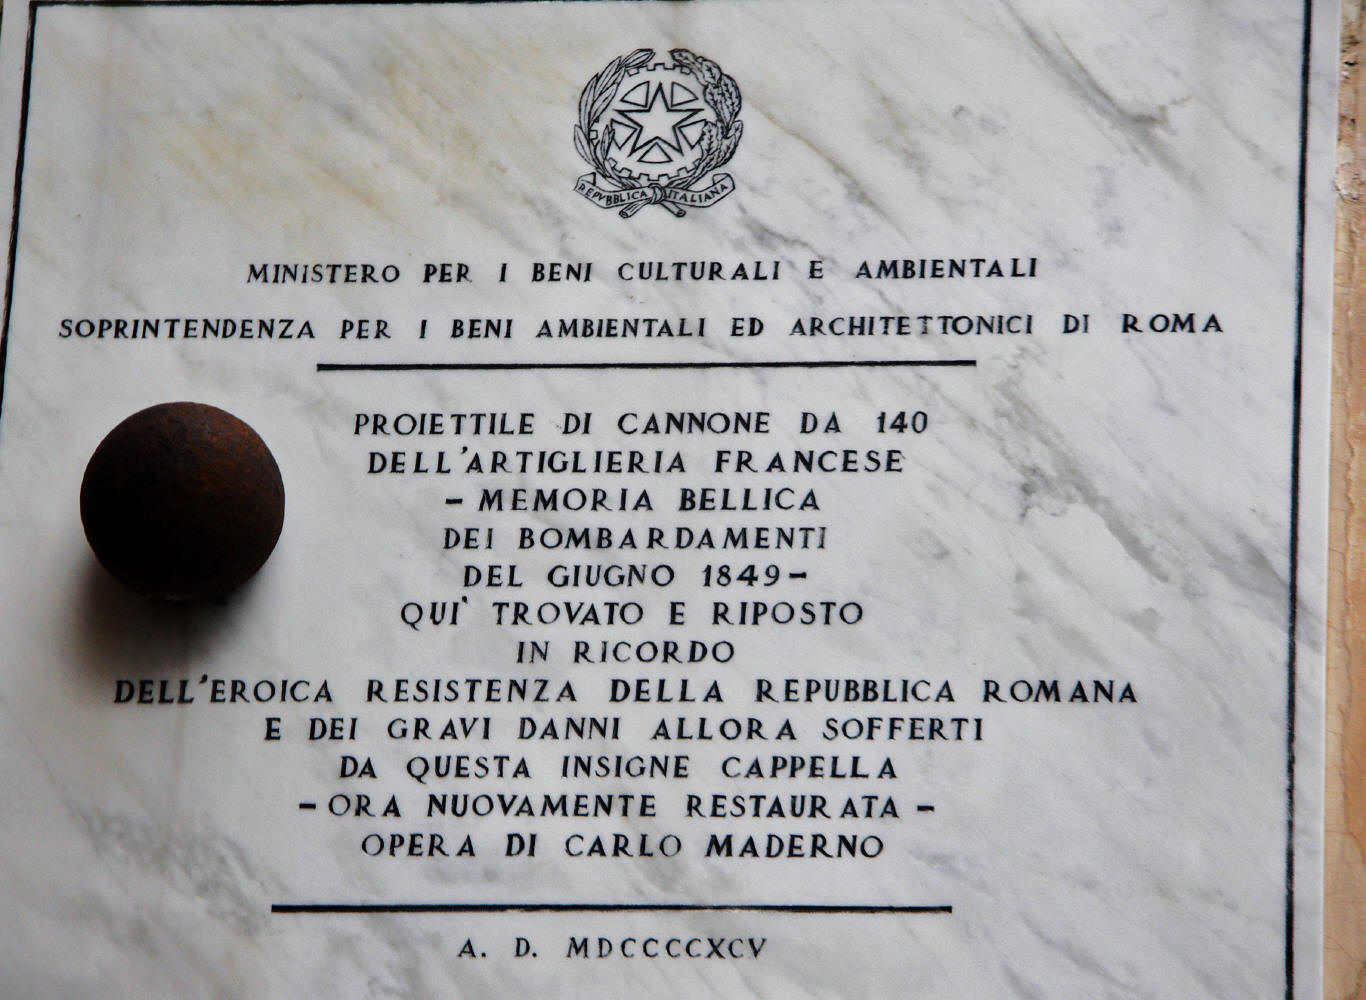 REPVBBLICA ITALIANA
MINISTERO PER I BENI CULTURALI E AMBIENTALI
SOPRINTENDENZA PER I BENI AMBIENTALI ED ARCHITETTONICI DI ROMA
PROIETTILE DI CANNONE DA 140
DELL'ARTIGLIERIA FRANCESE
- MEMORIA BELLICA
DEI BOMBARDAMENTI
DEL GIUGNO 1849 -
QUI' TROVATO E RIPOSTO
IN RICORDO
DELL'EROICA RESISTENZA DELLA REPUBBLICA ROMANA
E DEI GRAVI DANNI ALLORA SOFFERTI
DA QUESTA INSIGNE CAPPELLA
- ORA NUOVAMENTE RESTAURATA -
OPERA DI CARLO MADERNO
A. D. MDCCCCXCV